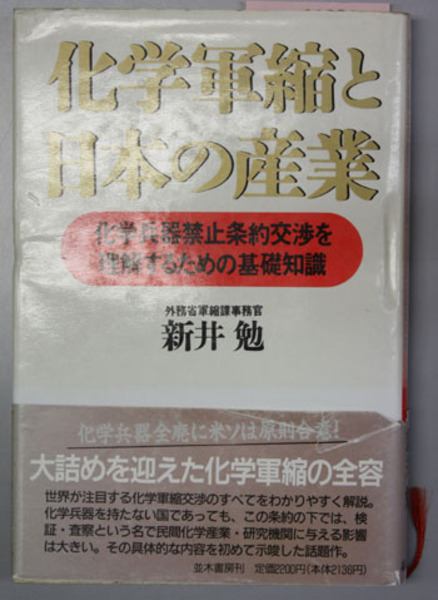 化学軍縮と
日本の産業
化学兵器禁止条約交渉を
理解するための基礎知識
外務省軍縮課事務官
新井 勉
化学兵器全廃に米ソは原則合意!
大詰めを迎えた化学軍縮の全容
世界が注目する化学軍縮交渉のすべてをわかりやすく解説。
化学兵器を持たない国であっても、この条約の下では、検
証・査察という名で民間化学産業・研究機関に与える影響
は大きい。その具体的な内容を初めて示唆した話題作。
並木書房刊 定価2200円(本体2136円)